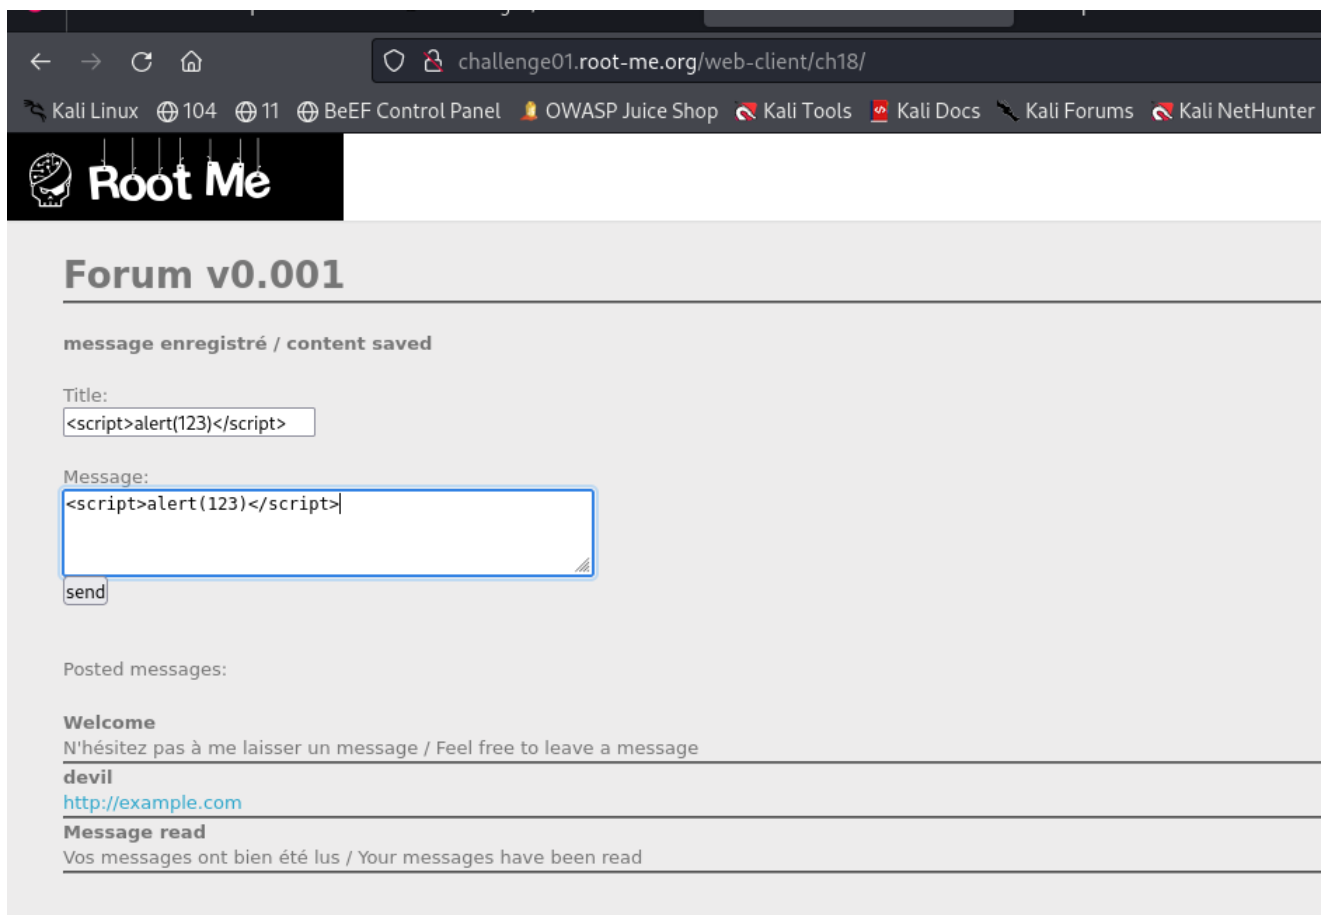 challenge01.root-me.org/web-client/ch18/
Kali Linux 104 11 BeEF Control Panel OWASP Juice Shop Kali Tools Kali Docs Kali Forums Kali NetHunter
Root Me
Forum v0.001
message enregistré / content saved
Title:
<script>alert(123)</script>
Message:
<script>alert(123)</script>
send
Posted messages:
Welcome
N'hésitez pas à me laisser un message / Feel free to leave a message
devil
http://example.com
Message read
Vos messages ont bien été lus / Your messages have been read